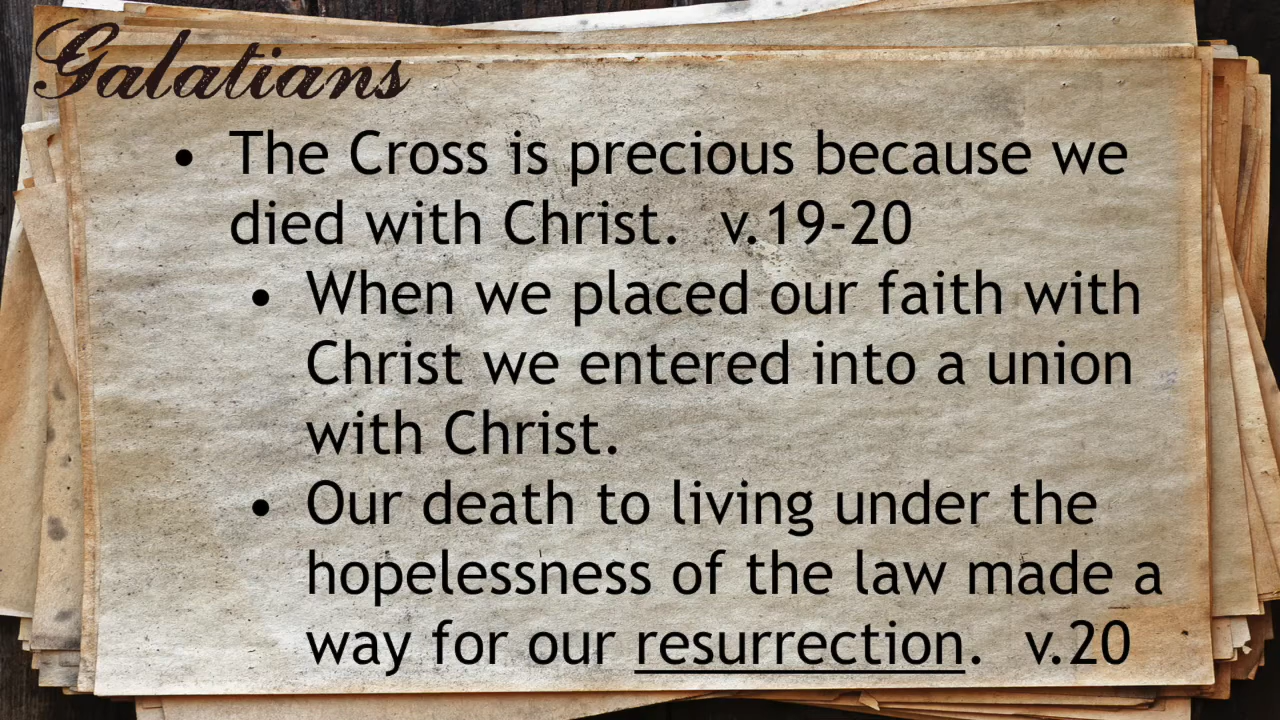 Galatians
• The Cross is precious because we
died with Christ. v.19-20
• When we placed our faith with
Christ we entered into a union
with Christ.
• Our death to living under the
hopelessness of the law made a
way for our resurrection. v.20